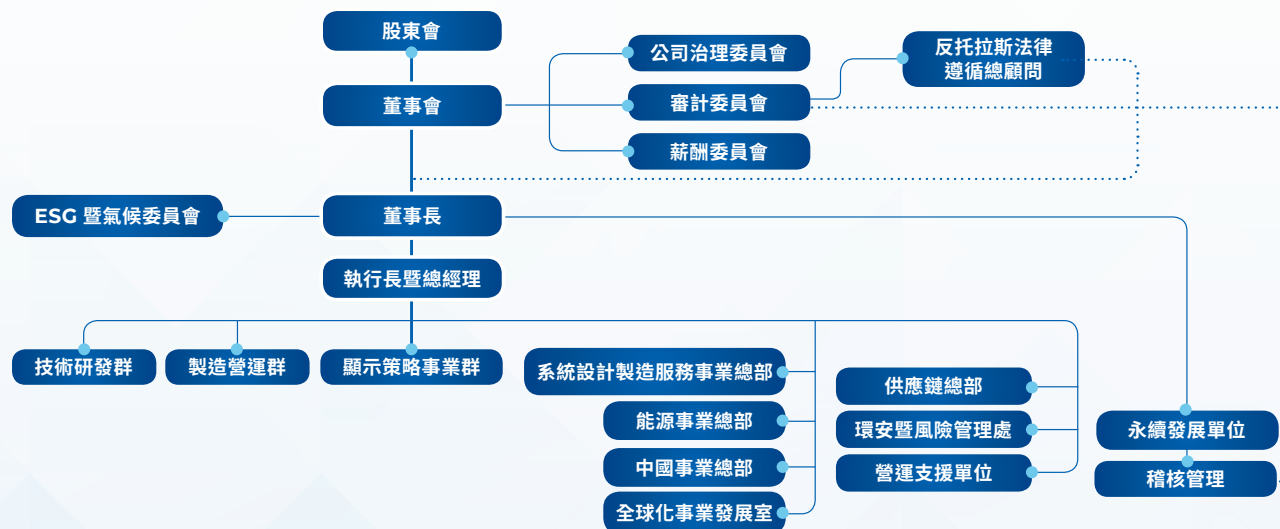 股東會
公司治理委員會
反托拉斯法律
遵循總顧問
董事會
審計委員會
薪酬委員會
ESG 暨氣候委員會
董事長
執行長暨總經理
技術研發群
製造營運群
顯示策略事業群
系統設計製造服務事業總部
能源事業總部
中國事業總部
全球化事業發展室
供應鏈總部
環安暨風險管理處
營運支援單位
永續發展單位
稽核管理